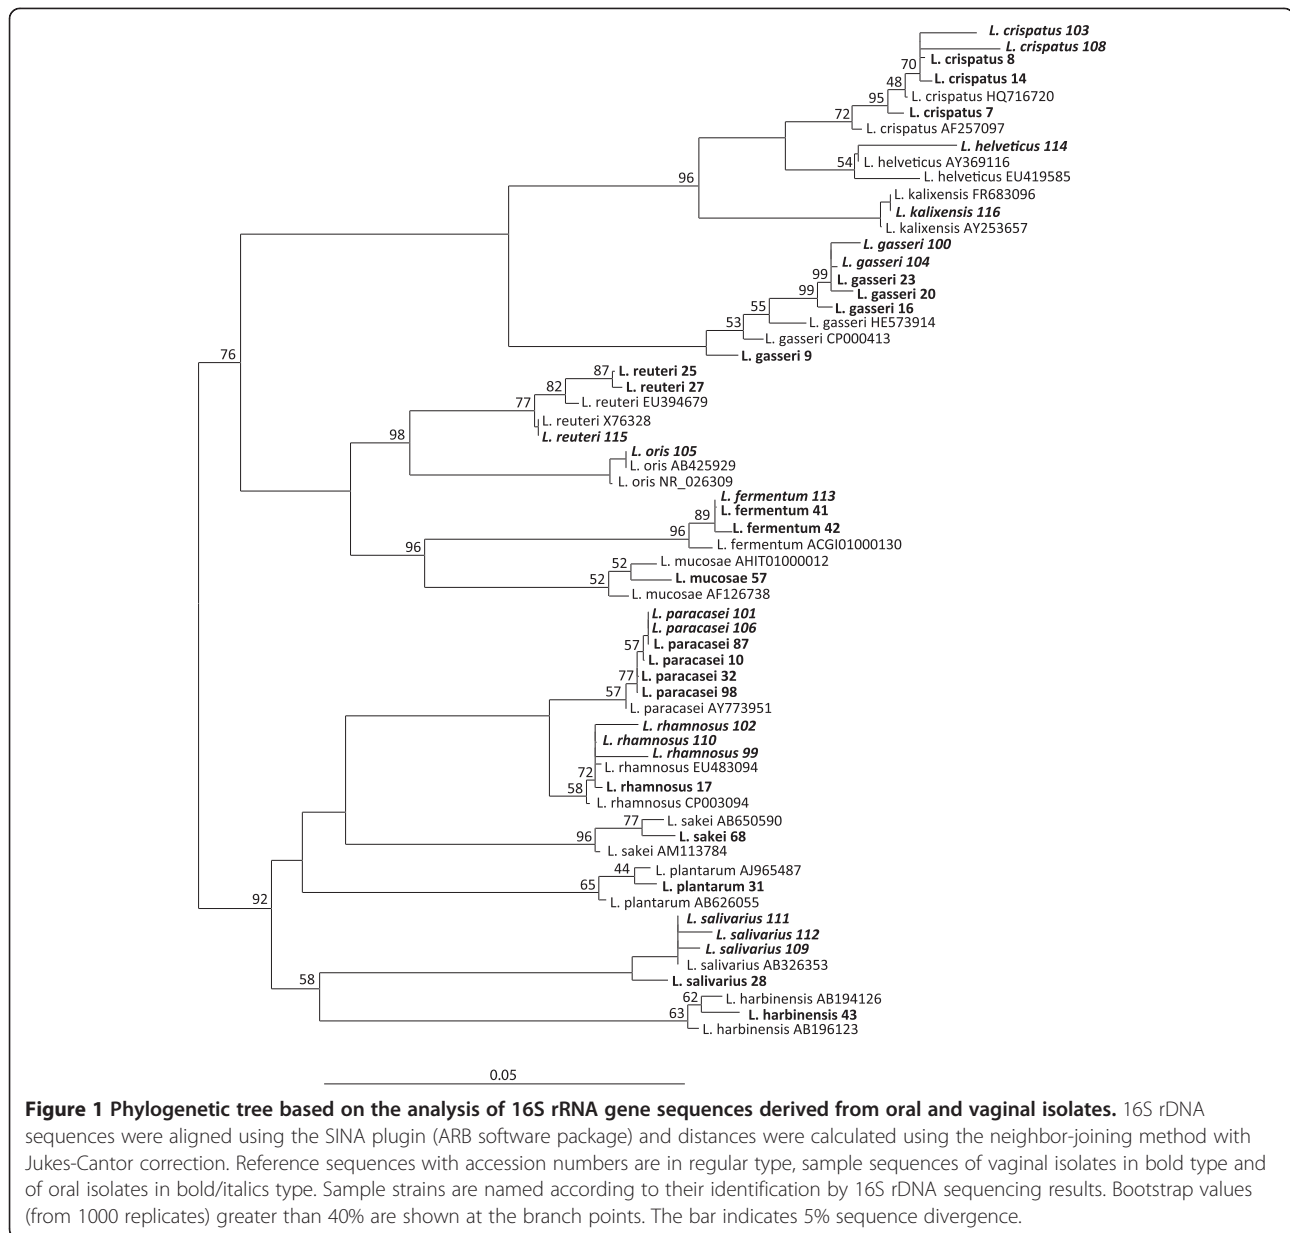 L. crispatus 103
L. crispatus 108
L. crispatus 8
70
L. crispatus 14
48
L. crispatus HQ716720
95
L. crispatus 7
72
L. crispatus AF257097
L. helveticus 114
54
L. helveticus AY369116
L. helveticus EU419585
96
L. kalixensis FR683096
L. kalixensis 116
L. kalixensis AY253657
L. gasseri 100
L. gasseri 104
99
L. gasseri 23
99
L. gasseri 20
55
L. gasseri 16
53
L. gasseri HE573914
L. gasseri CP000413
L. gasseri 9
76
87
L. reuteri 25
82
L. reuteri 27
77
L. reuteri EU394679
L. reuteri X76328
98
L. reuteri 115
L. oris 105
L. oris AB425929
L. oris NR_026309
L. fermentum 113
89
L. fermentum 41
96
L. fermentum 42
96
L. fermentum ACGI01000130
52
L. mucosae AHIT01000012
52
L. mucosae 57
L. mucosae AF126738
L. paracasei 101
L. paracasei 106
57
L. paracasei 87
L. paracasei 10
77
L. paracasei 32
57
L. paracasei 98
L. paracasei AY773951
L. rhamnosus 102
L. rhamnosus 110
L. rhamnosus 99
72
L. rhamnosus EU483094
58
L. rhamnosus 17
L. rhamnosus CP003094
77
L. sakei AB650590
96
L. sakei 68
L. sakei AM113784
44
L. plantarum AJ965487
65
L. plantarum 31
L. plantarum AB626055
92
L. salivarius 111
L. salivarius 112
L. salivarius 109
L. salivarius AB326353
58
L. salivarius 28
62
L. harbinensis AB194126
63
L. harbinensis 43
L. harbinensis AB196123
0.05
Figure 1 Phylogenetic tree based on the analysis of 16S rRNA gene sequences derived from oral and vaginal isolates. 16S rDNA
sequences were aligned using the SINA plugin (ARB software package) and distances were calculated using the neighbor-joining method with
Jukes-Cantor correction. Reference sequences with accession numbers are in regular type, sample sequences of vaginal isolates in bold type and
of oral isolates in bold/italics type. Sample strains are named according to their identification by 16S rDNA sequencing results. Bootstrap values
(from 1000 replicates) greater than 40% are shown at the branch points. The bar indicates 5% sequence divergence.